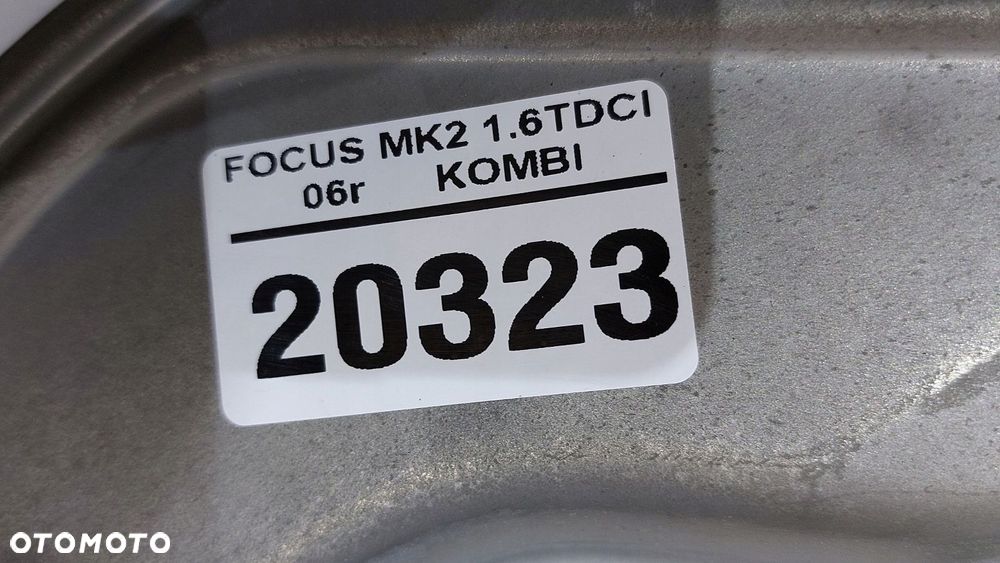 FOCUS MK2 1.6TDCI
06r KOMBI
20323
OTOMOTO